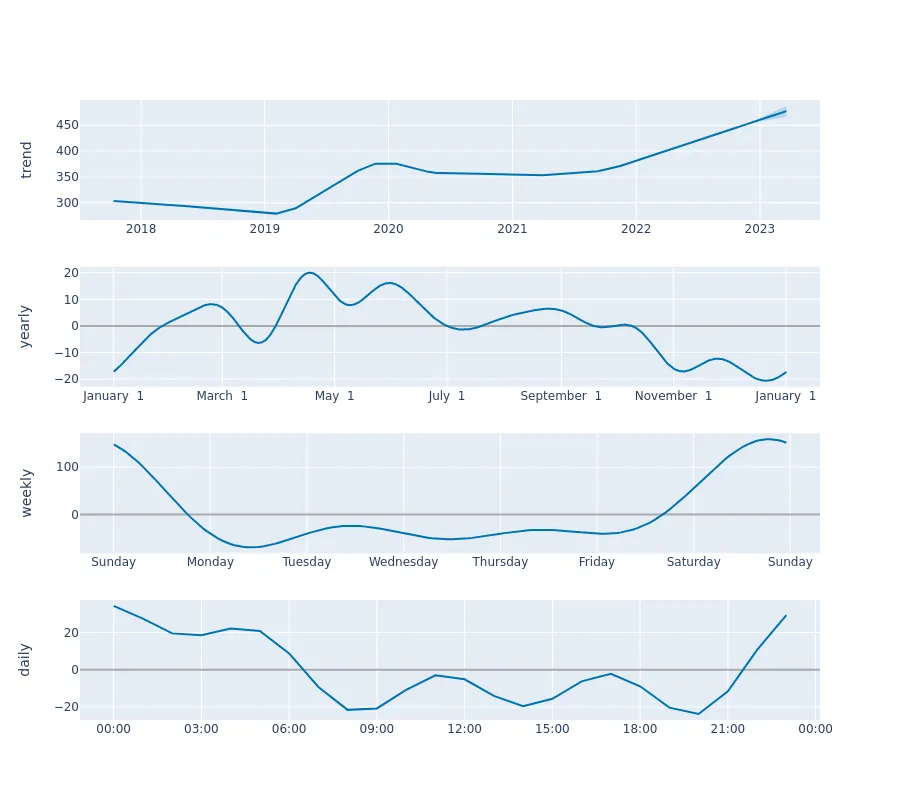 trend
450
400
350
300
2018 2019 2020 2021 2022 2023
yearly
20
10
0
−10
−20
January 1 March 1 May 1 July 1 September 1 November 1 January 1
weekly
100
0
Sunday Monday Tuesday Wednesday Thursday Friday Saturday Sunday
daily
20
0
−20
00:00 03:00 06:00 09:00 12:00 15:00 18:00 21:00 00:00